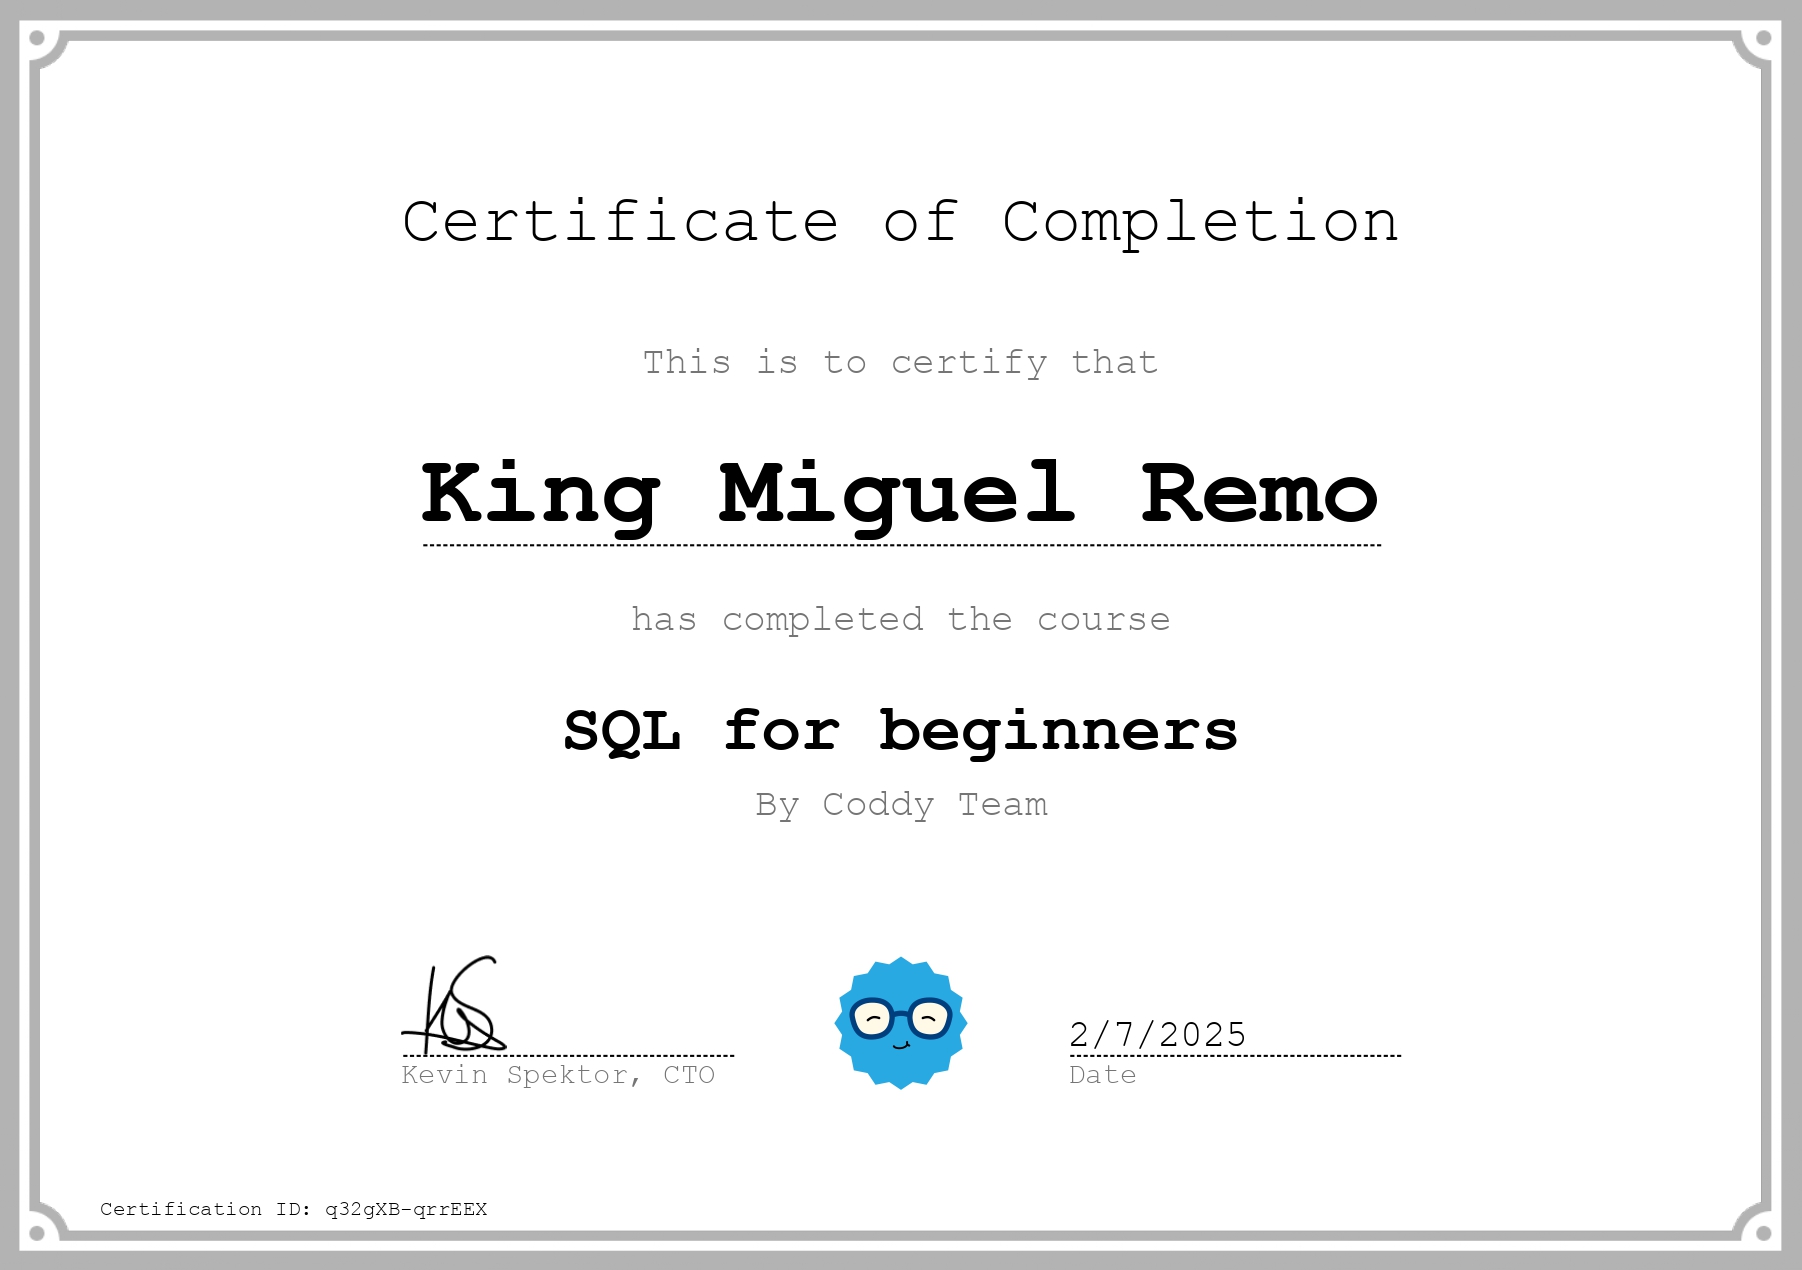 Certificate of Completion
This is to certify that
King Miguel Remo
has completed the course
SQL for beginners
By Coddy Team
2/7/2025
Kevin Spektor, CTO
Date
Certification ID: q32gXB-qrrEEX